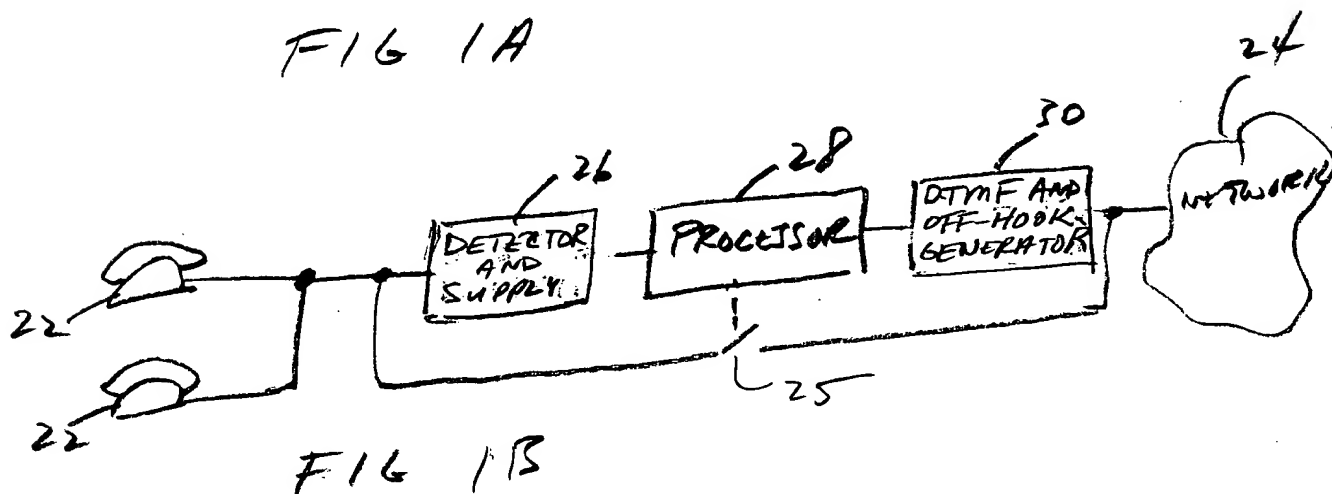 FIG 1A
24
30
28
26
DTMF AND
OFF-HOOK
GENERATOR
NETWORK
PROCESSOR
DETECTOR
AND
SUPPLY
22
25
22
FIG 1B